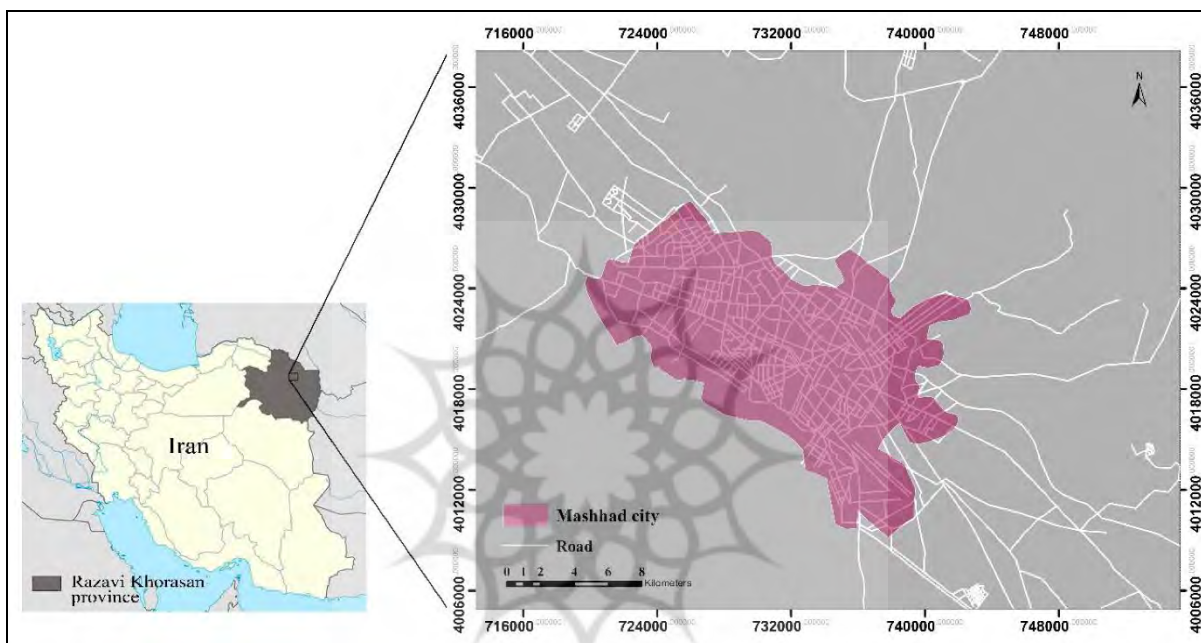 716000 724000 732000 740000 748000
4036000 4036000
4030000 4030000
4024000 4024000
4018000 4018000
4012000 4012000
4006000 4006000
N
Iran
Razavi Khorasan
province
Mashhad city
Road
0 1 2 4 6 8
Kilometers
716000 724000 732000 740000 748000